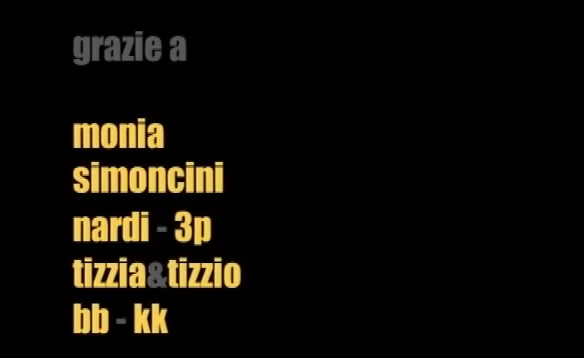 grazie a
monia
simoncini
nardi - 3p
tizzia&tizzio
bb - kk